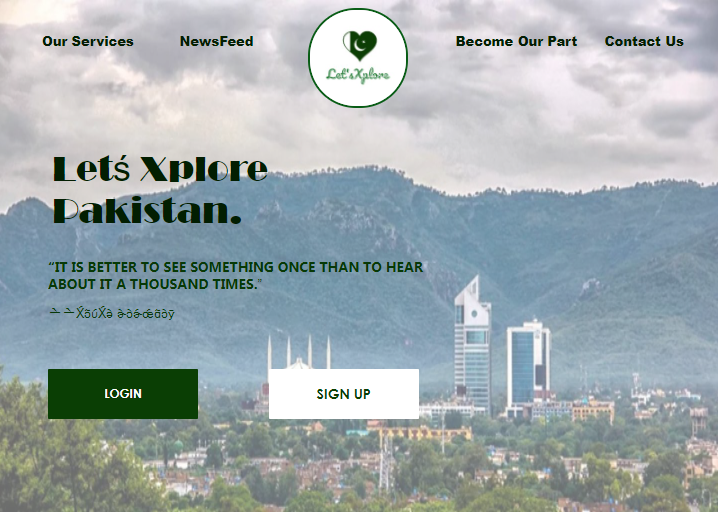 Our Services
NewsFeed
Let'sXplore
Become Our Part
Contact Us
Letś Xplore
Pakistan.
“IT IS BETTER TO SEE SOMETHING ONCE THAN TO HEAR
ABOUT IT A THOUSAND TIMES.”
LOGIN
SIGN UP